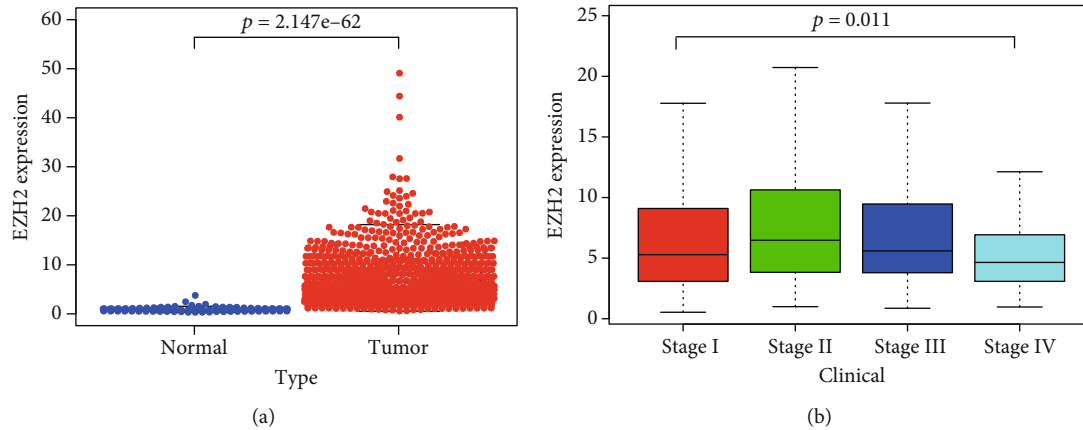 p = 2.147e–62
EZH2 expression
60
50
40
30
20
10
0
Normal
Tumor
Type
(a)
p = 0.011
EZH2 expression
25
20
15
10
5
0
Stage I
Stage II
Stage III
Stage IV
Clinical
(b)